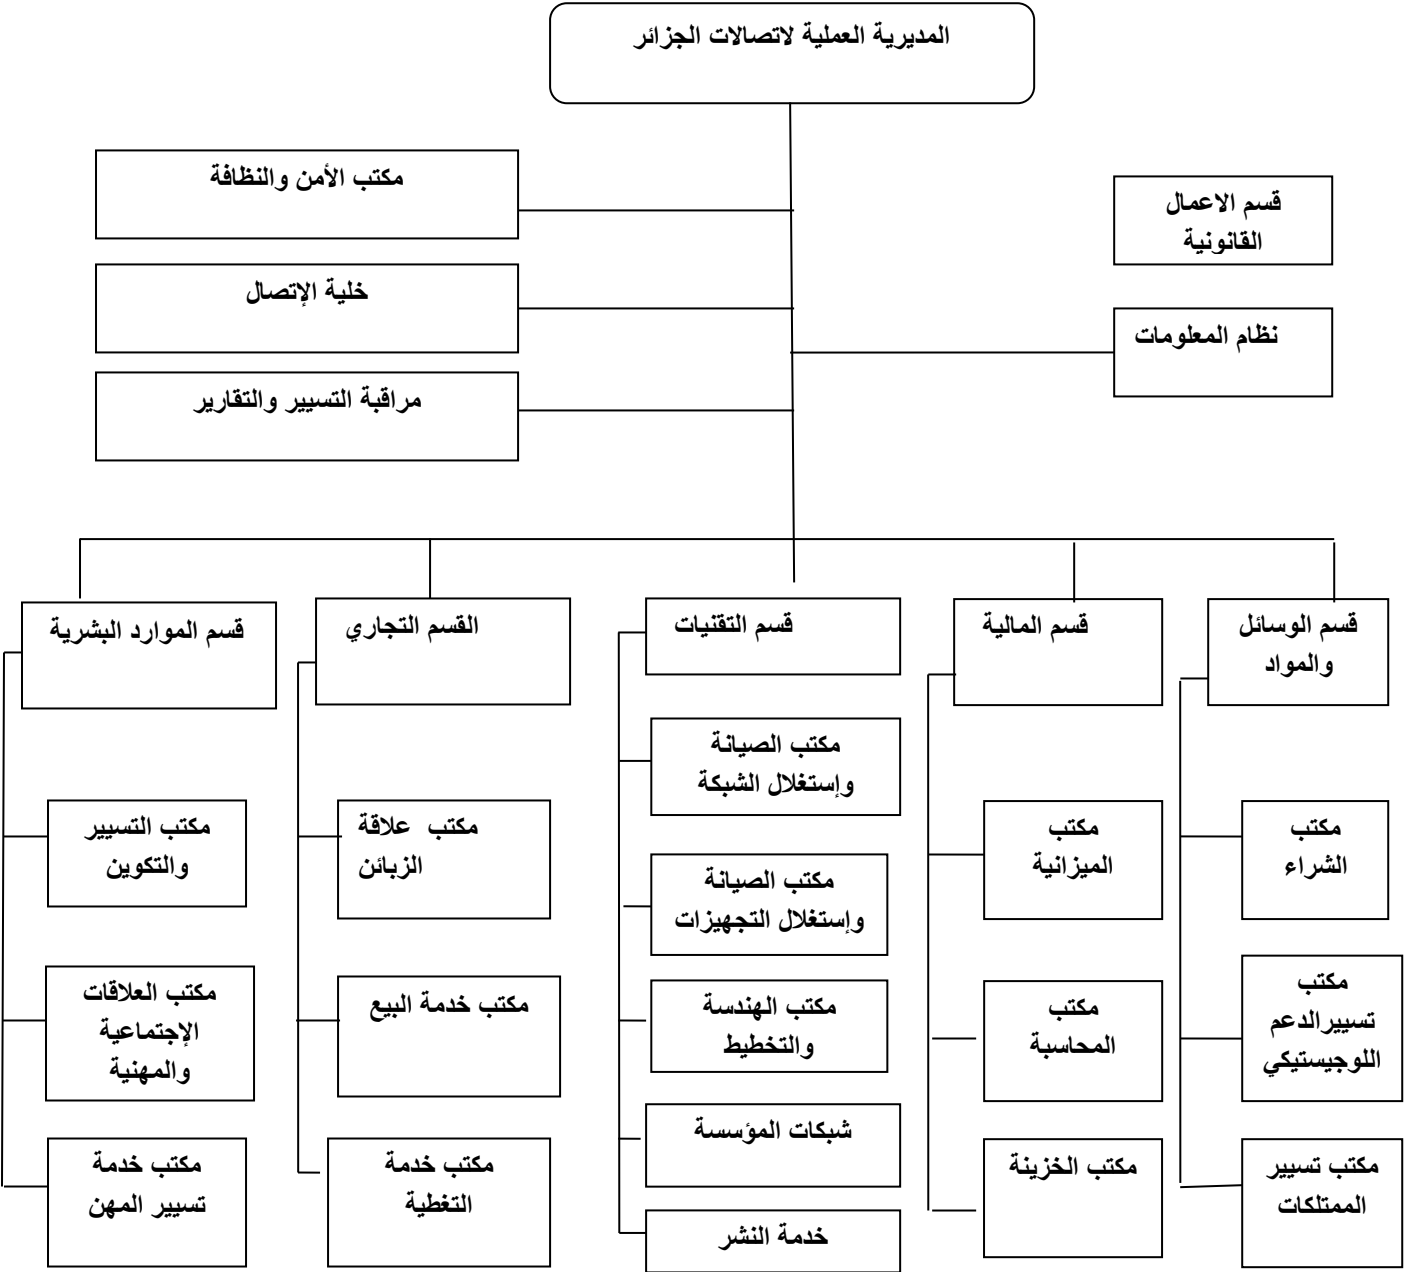 المديرية العملية لاتصالات الجزائر
قسم الاعمال
القانونية
نظام المعلومات
مكتب الأمن والنظافة
خلية الإتصال
مراقبة التسيير والتقارير
قسم الوسائل
والمواد
مكتب
الشراء
مكتب
تسييرالدعم
اللوجيستيكي
مكتب تسيير
الممتلكات
قسم المالية
مكتب
الميزانية
مكتب
المحاسبة
مكتب الخزينة
قسم التقنيات
مكتب الصيانة
وإستغلال الشبكة
مكتب الصيانة
وإستغلال التجهيزات
مكتب الهندسة
والتخطيط
شبكات المؤسسة
خدمة النشر
القسم التجاري
مكتب علاقة
الزبائن
مكتب خدمة البيع
مكتب خدمة
التغطية
قسم الموارد البشرية
مكتب التسيير
والتكوين
مكتب العلاقات
الإجتماعية
والمهنية
مكتب خدمة
تسيير المهن